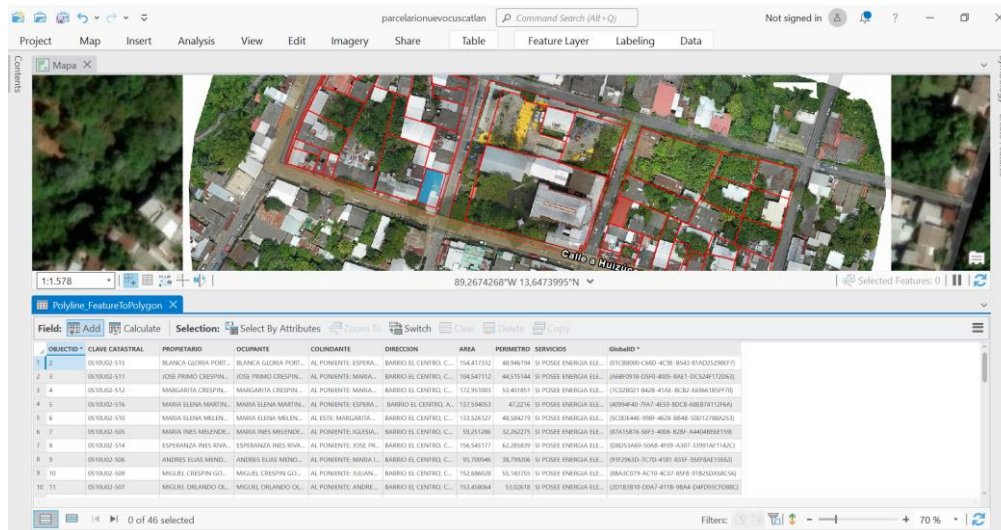 parcelarionuevocuscatlan
Command Search (Alt+Q)
Not signed in
?
Project Map Insert Analysis View Edit Imagery Share Table Feature Layer Labeling Data
Contents
Mapa
Calle a Huizúc
1:1.578
89,2674268°W 13,6473995°N
Selected Features: 0
Polyline_FeatureToPolygon
Field: Add Calculate Selection: Select By Attributes Zoom To Switch Clear Delete Copy
OBJECTID * CLAVE CATASTRAL PROPIETARIO OCUPANTE COLINDANTE DIRECCION AREA PERIMETRO SERVICIOS GlobalID *
1 2 0510U02-515 BLANCA GLORIA PORT... BLANCA GLORIA PORT... AL PONIENTE: ESPERA... BARRIO EL CENTRO, C... 154,417332 48,946194 SI POSEE ENERGIA ELE...
2 3 0510U02-511 JOSE PRIMO CRESPIN... JOSE PRIMO CRESPIN... AL PONIENTE: MARIA... BARRIO EL CENTRO, C... 104,547112 44,515144 SI POSEE ENERGIA ELE...
3 4 0510U02-512 MARGARITA CRESPIN... MARGARITA CRESPIN... AL PONIENTE: MARIA... BARRIO EL CENTRO, C... 172,951003 53,401851 SI POSEE ENERGIA ELE...
4 5 MARIA ELENA MARTIN... MARIA ELENA MARTIN... AL PONIENTE: ESPERA... BARRIO EL CENTRO, A... 137,594053 47,2216 SI POSEE ENERGIA ELE...
5 6 0510U02-510 MARIA ELENA MELEN... MARIA ELENA MELEN... AL ESTE: MARGARITA... BARRIO EL CENTRO, C... 133,526127 48,584279 SI POSEE ENERGIA ELE...
6 7 0510U02-505 MARIA INES MELENDE... MARIA INES MELENDE... AL PONIENTE: IGLESIA... BARRIO EL CENTRO, C... 59,251286 32,262275 SI POSEE ENERGIA ELE...
7 8 0510U02-514 ESPERANZA INES RIVA... ESPERANZA INES RIVA... AL PONIENTE: JOSE PR... BARRIO EL CENTRO, C... 156,545177 62,285839 SI POSEE ENERGIA ELE...
8 9 0510U02-506 ANDRES ELIAS MEND... ANDRES ELIAS MEND... AL PONIENTE: MARIA I... BARRIO EL CENTRO, C... 93,700946 38,799206 SI POSEE ENERGIA ELE...
9 10 0510U02-509 MIGUEL CRESPIN GO... MIGUEL CRESPIN GO... AL PONIENTE: JULIAN... BARRIO EL CENTRO, C... 152,686028 55,143755 SI POSEE ENERGIA ELE...
10 11 0510U02-507 MIGUEL ORLANDO OL... MIGUEL ORLANDO OL... AL PONIENTE: ANDRE... BARRIO EL CENTRO, C... 153,458064 53,02618 SI POSEE ENERGIA ELE...
0 of 46 selected
Filters:
70 %